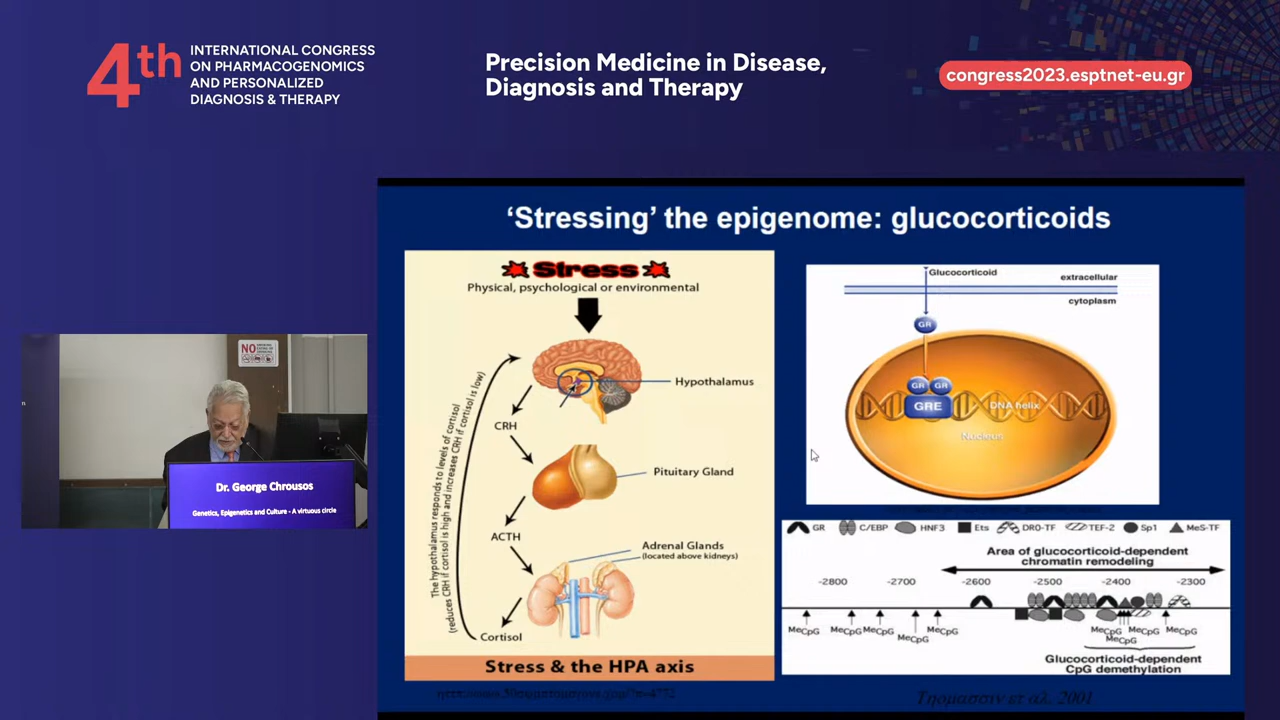 4th
INTERNATIONAL CONGRESS
ON PHARMACOGENOMICS
AND PERSONALIZED
DIAGNOSIS & THERAPY
Precision Medicine in Disease,
Diagnosis and Therapy
congress2023.esptnet-eu.gr
NO
Dr. George Chrousos
Genetics, Epigenetics and Culture - A virtuous circle
‘Stressing’ the epigenome: glucocorticoids
Stress
Physical, psychological or environmental
Hypothalamus
CRH
Pituitary Gland
ACTH
Adrenal Glands
(located above kidneys)
Cortisol
The hypothalamus responds to levels of cortisol
(reduces CRH if cortisol is high and increases CRH if cortisol is low)
Stress & the HPA axis
Glucocorticoid
extracellular
cytoplasm
GR
GR GR
GRE
DNA helix
Nucleus
GR C/EBP HNF3 Ets DR0-TF TEF-2 Sp1 MeS-TF
Area of glucocorticoid-dependent
chromatin remodeling
-2800 -2700 -2600 -2500 -2400 -2300
MeCpG MeCpG MeCpG MeCpG MeCpG MeCpG MeCpG MeCpG MeCpG
Glucocorticoid-dependent
CpG demethylation
Τηομασσιν ετ αλ. 2001